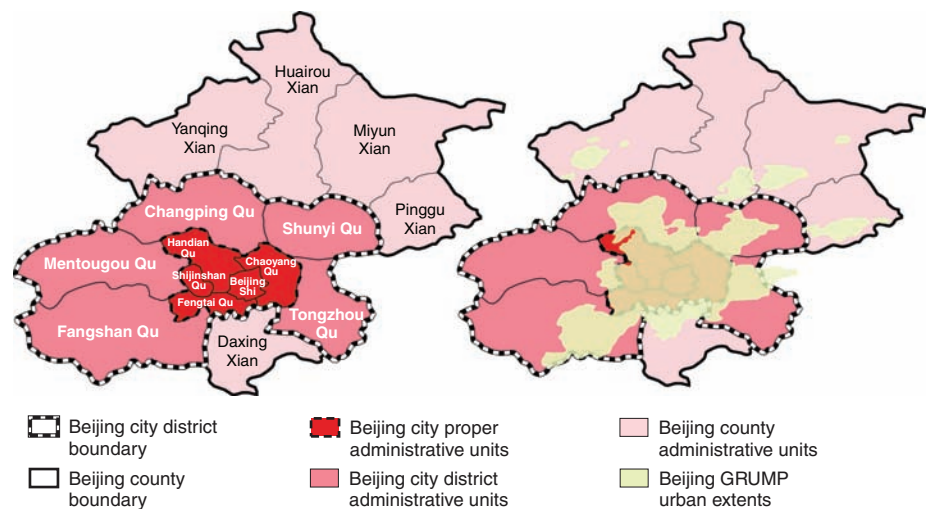 Huairou
Xian
Yanqing
Xian
Miyun
Xian
Pinggu
Xian
Changping Qu
Shunyi Qu
Handian
Qu
Mentougou Qu
Chaoyang
Qu
Shijinshan
Qu
Beijing
Shi
Fengtai Qu
Fangshan Qu
Tongzhou
Qu
Daxing
Xian
Beijing city district
boundary
Beijing county
boundary
Beijing city proper
administrative units
Beijing city district
administrative units
Beijing county
administrative units
Beijing GRUMP
urban extents